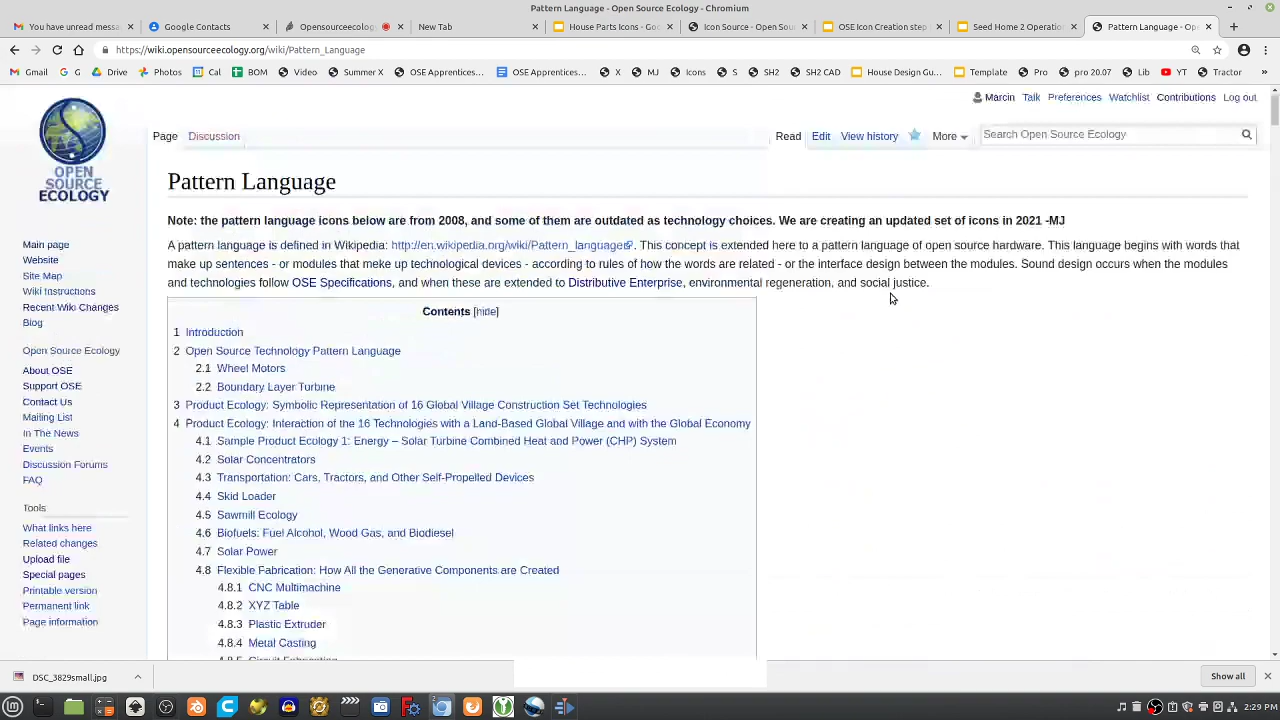 Pattern Language - Open Source Ecology - Chromium
You have unread messa
Google Contacts
Opensourceecolog
New Tab
House Parts Icons - Goo
Icon Source - Open Sou
OSE Icon Creation step
Seed Home 2 Operation
Pattern Language - Ope
https://wiki.opensourceecology.org/wiki/Pattern_Language
Gmail
G
Drive
Photos
Cal
Video
Summer X
OSE Apprentices...
OSE Apprentices...
X
MJ
Icons
S
SH2
SH2 CAD
House Design Gu...
Template
Pro
pro 20.07
Lib
YT
Tractor
»
Marcin
Talk
Preferences
Watchlist
Contributions
Log out
OPEN
SOURCE
ECOLOGY
Page
Discussion
Read
Edit
View history
More
Search Open Source Ecology
Pattern Language
Note: the pattern language icons below are from 2008, and some of them are outdated as technology choices. We are creating an updated set of icons in 2021 -MJ
A pattern language is defined in Wikipedia: http://en.wikipedia.org/wiki/Pattern_language. This concept is extended here to a pattern language of open source hardware. This language begins with words that
make up sentences - or modules that meke up technological devices - according to rules of how the words are related - or the interface design between the modules. Sound design occurs when the modules
and technologies follow OSE Specifications, and when these are extended to Distributive Enterprise, environmental regeneration, and social justice.
Main page
Website
Site Map
Wiki Instructions
Recent Wiki Changes
Blog
Open Source Ecology
About OSE
Support OSE
Contact Us
Mailing List
In The News
Events
Discussion Forums
FAQ
Tools
What links here
Related changes
Upload file
Special pages
Printable version
Permanent link
Page information
Contents [hide]
1 Introduction
2 Open Source Technology Pattern Language
2.1 Wheel Motors
2.2 Boundary Layer Turbine
3 Product Ecology: Symbolic Representation of 16 Global Village Construction Set Technologies
4 Product Ecology: Interaction of the 16 Technologies with a Land-Based Global Village and with the Global Economy
4.1 Sample Product Ecology 1: Energy – Solar Turbine Combined Heat and Power (CHP) System
4.2 Solar Concentrators
4.3 Transportation: Cars, Tractors, and Other Self-Propelled Devices
4.4 Skid Loader
4.5 Sawmill Ecology
4.6 Biofuels: Fuel Alcohol, Wood Gas, and Biodiesel
4.7 Solar Power
4.8 Flexible Fabrication: How All the Generative Components are Created
4.8.1 CNC Multimachine
4.8.2 XYZ Table
4.8.3 Plastic Extruder
4.8.4 Metal Casting
4.8.5 Circuit Fabricating
DSC_3829small.jpg
Show all
2:29 PM